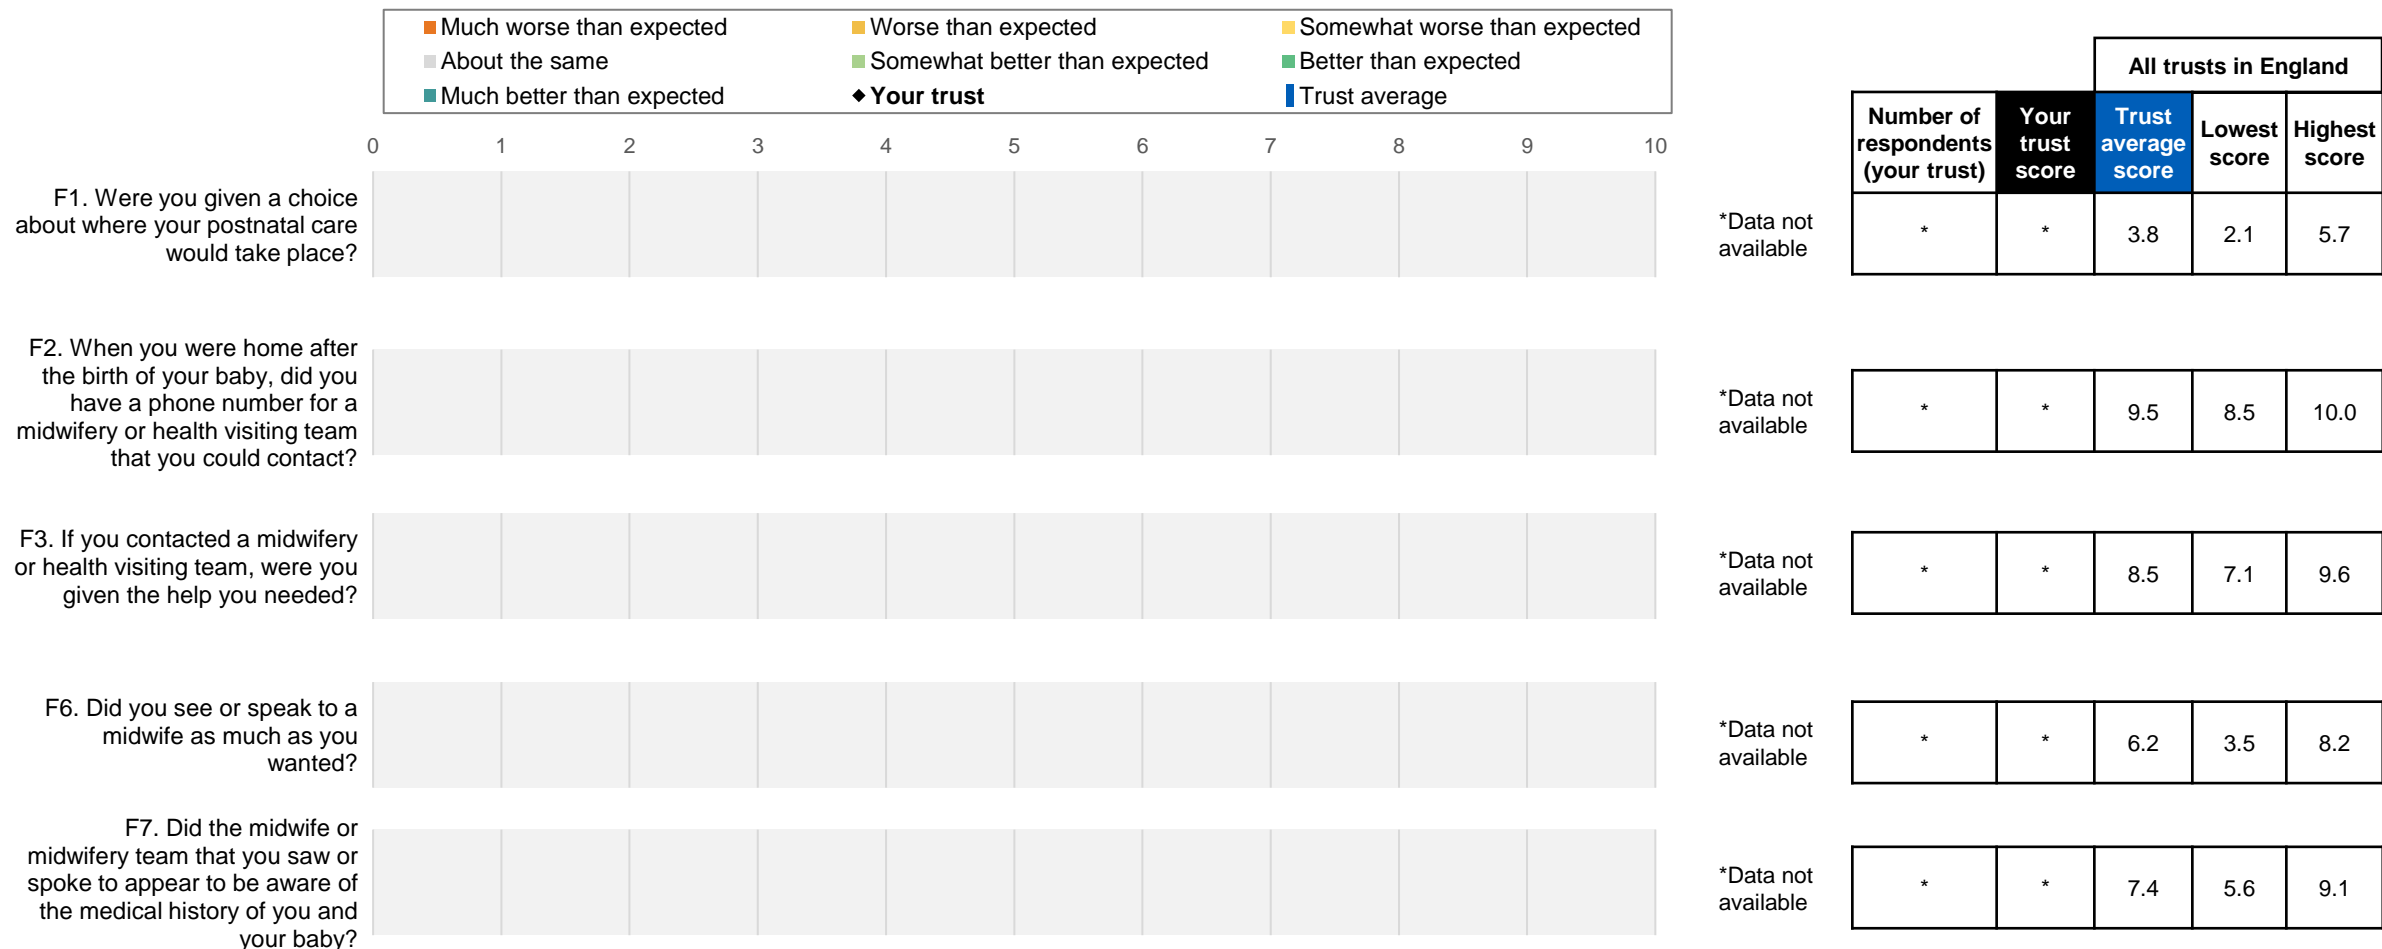 Much worse than expected
Worse than expected
Somewhat worse than expected
About the same
Somewhat better than expected
Better than expected
Much better than expected
Your trust
Trust average
All trusts in England
Number of
respondents
(your trust)
Your
trust
score
Trust
average
score
Lowest
score
Highest
score
0 1 2 3 4 5 6 7 8 9 10
F1. Were you given a choice
about where your postnatal care
would take place?
*Data not
available
* * 3.8 2.1 5.7
F2. When you were home after
the birth of your baby, did you
have a phone number for a
midwifery or health visiting team
that you could contact?
*Data not
available
* * 9.5 8.5 10.0
F3. If you contacted a midwifery
or health visiting team, were you
given the help you needed?
*Data not
available
* * 8.5 7.1 9.6
F6. Did you see or speak to a
midwife as much as you
wanted?
*Data not
available
* * 6.2 3.5 8.2
F7. Did the midwife or
midwifery team that you saw or
spoke to appear to be aware of
the medical history of you and
your baby?
*Data not
available
* * 7.4 5.6 9.1